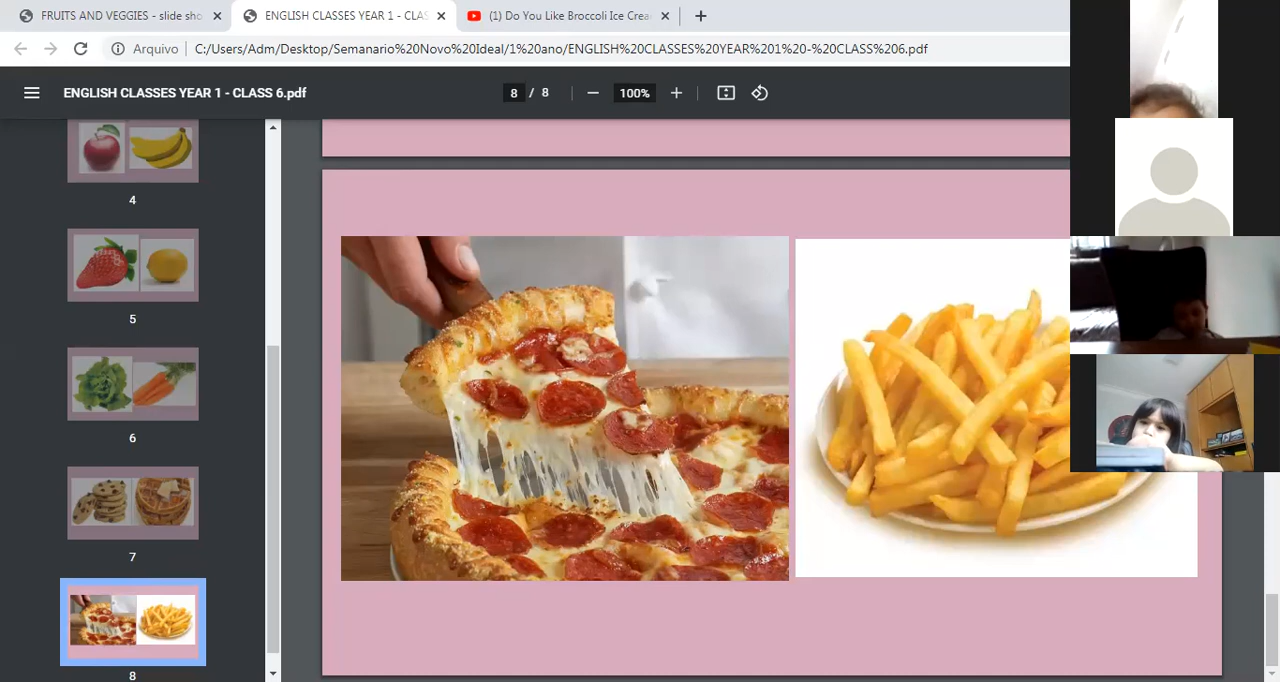 FRUITS AND VEGGIES - slide sho
ENGLISH CLASSES YEAR 1 - CLAS
(1) Do You Like Broccoli Ice Crea
Arquivo
C:/Users/Adm/Desktop/Semanario%20Novo%20Ideal/1%20ano/ENGLISH%20CLASSES%20YEAR%201%20-%20CLASS%206.pdf
ENGLISH CLASSES YEAR 1 - CLASS 6.pdf
8 / 8
100%
4
5
6
7
8